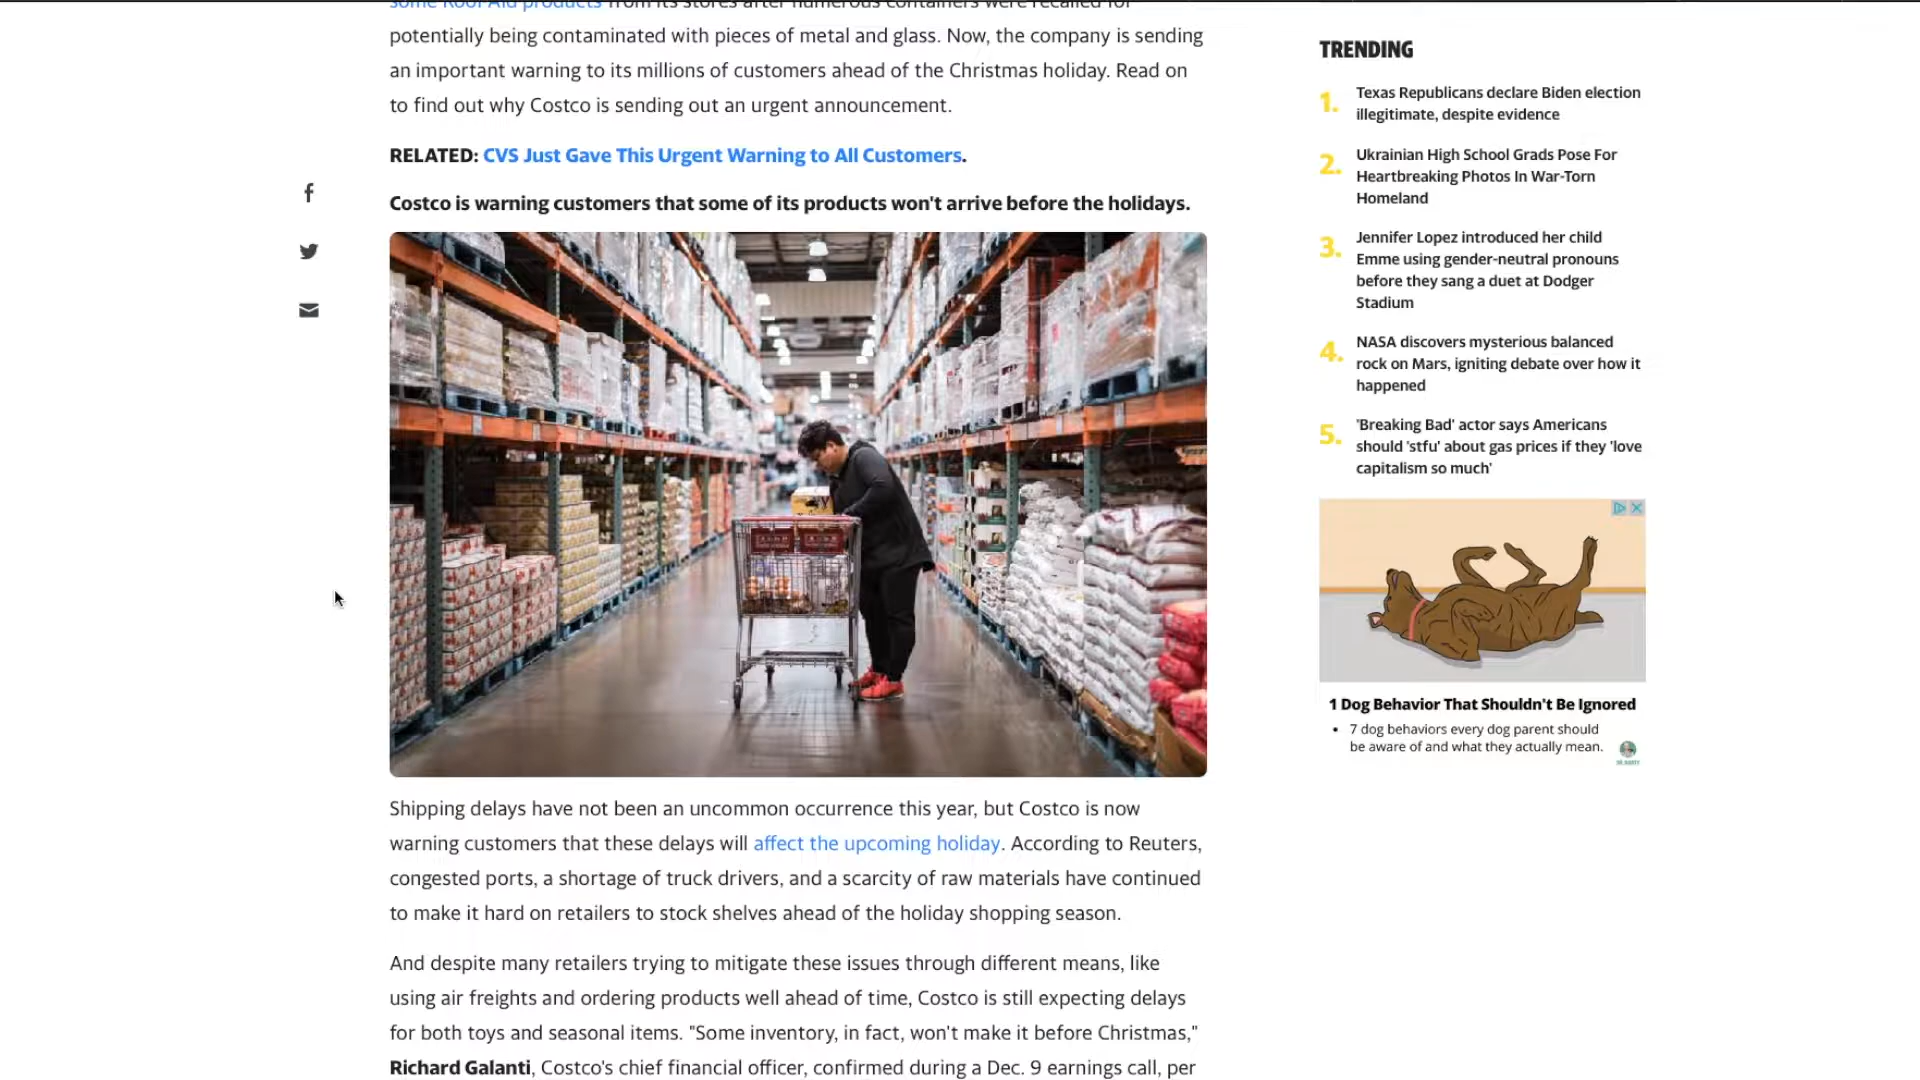 some Kool-Aid products from its stores after numerous containers were recalled for
potentially being contaminated with pieces of metal and glass. Now, the company is sending
an important warning to its millions of customers ahead of the Christmas holiday. Read on
to find out why Costco is sending out an urgent announcement.
RELATED: CVS Just Gave This Urgent Warning to All Customers.
Costco is warning customers that some of its products won't arrive before the holidays.
Shipping delays have not been an uncommon occurrence this year, but Costco is now
warning customers that these delays will affect the upcoming holiday. According to Reuters,
congested ports, a shortage of truck drivers, and a scarcity of raw materials have continued
to make it hard on retailers to stock shelves ahead of the holiday shopping season.
And despite many retailers trying to mitigate these issues through different means, like
using air freights and ordering products well ahead of time, Costco is still expecting delays
for both toys and seasonal items. "Some inventory, in fact, won't make it before Christmas,"
Richard Galanti, Costco's chief financial officer, confirmed during a Dec. 9 earnings call, per
TRENDING
1. Texas Republicans declare Biden election
illegitimate, despite evidence
2. Ukrainian High School Grads Pose For
Heartbreaking Photos In War-Torn
Homeland
3. Jennifer Lopez introduced her child
Emme using gender-neutral pronouns
before they sang a duet at Dodger
Stadium
4. NASA discovers mysterious balanced
rock on Mars, igniting debate over how it
happened
5. 'Breaking Bad' actor says Americans
should 'stfu' about gas prices if they 'love
capitalism so much'
1 Dog Behavior That Shouldn't Be Ignored
• 7 dog behaviors every dog parent should
be aware of and what they actually mean.